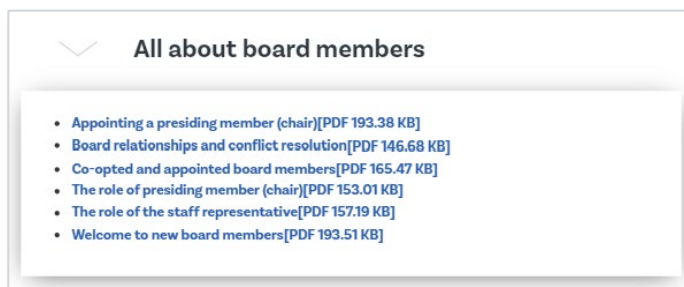 All about board members
Appointing a presiding member (chair)[PDF 193.38 KB]
Board relationships and conflict resolution[PDF 146.68 KB]
Co-opted and appointed board members[PDF 165.47 KB]
The role of presiding member (chair)[PDF 153.01 KB]
The role of the staff representative[PDF 157.19 KB]
Welcome to new board members[PDF 193.51 KB]